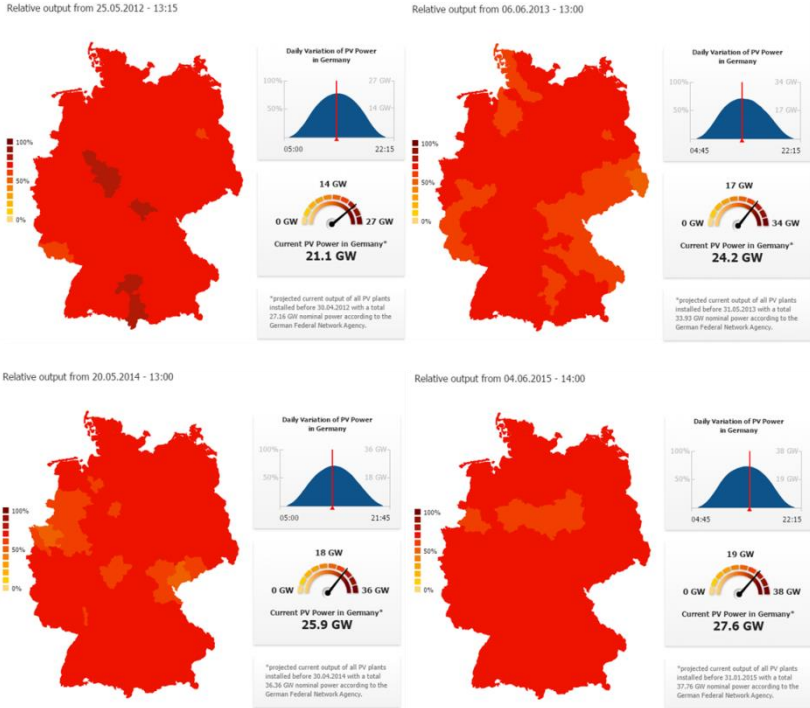 Relative output from 25.05.2012 - 13:15
Daily Variation of PV Power
in Germany
100%
27 GW
50%
14 GW
05:00
22:15
100%
50%
0%
14 GW
0 GW
27 GW
Current PV Power in Germany*
21.1 GW
*projected current output of all PV plants
installed before 30.04.2012 with a total
27.16 GW nominal power according to the
German Federal Network Agency.
Relative output from 06.06.2013 - 13:00
Daily Variation of PV Power
in Germany
100%
34 GW
50%
17 GW
04:45
22:15
100%
50%
0%
17 GW
0 GW
34 GW
Current PV Power in Germany*
24.2 GW
*projected current output of all PV plants
installed before 31.05.2013 with a total
33.93 GW nominal power according to the
German Federal Network Agency.
Relative output from 20.05.2014 - 13:00
Daily Variation of PV Power
in Germany
100%
36 GW
50%
18 GW
05:00
21:45
100%
50%
0%
18 GW
0 GW
36 GW
Current PV Power in Germany*
25.9 GW
*projected current output of all PV plants
installed before 30.04.2014 with a total
36.36 GW nominal power according to the
German Federal Network Agency.
Relative output from 04.06.2015 - 14:00
Daily Variation of PV Power
in Germany
100%
38 GW
50%
19 GW
04:45
22:15
100%
50%
0%
19 GW
0 GW
38 GW
Current PV Power in Germany*
27.6 GW
*projected current output of all PV plants
installed before 31.01.2015 with a total
37.76 GW nominal power according to the
German Federal Network Agency.